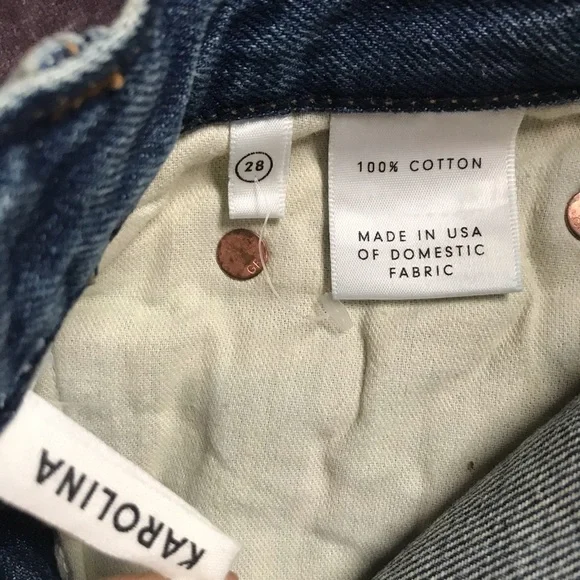 28
100% COTTON
MADE IN USA
OF DOMESTIC
FABRIC
KAROLINA